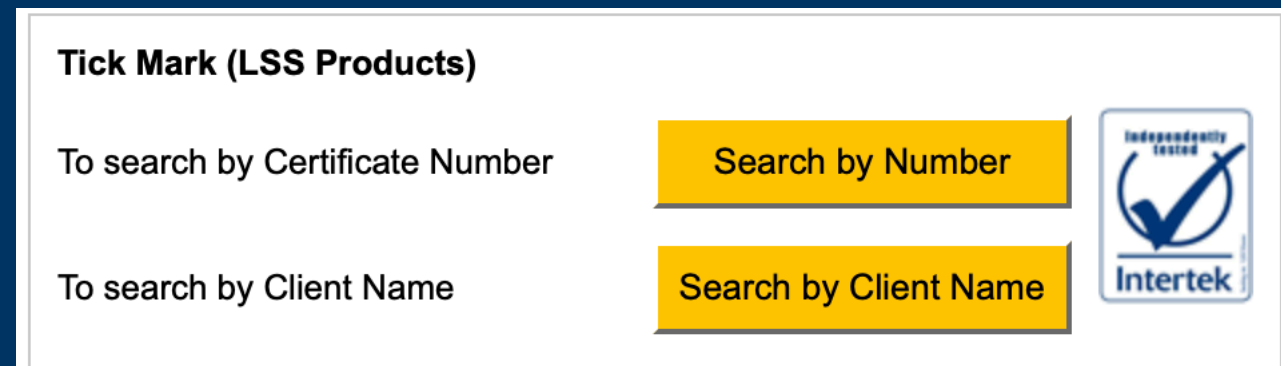 Tick Mark (LSS Products)
To search by Certificate Number
Search by Number
To search by Client Name
Search by Client Name
Independently
tested
Intertek